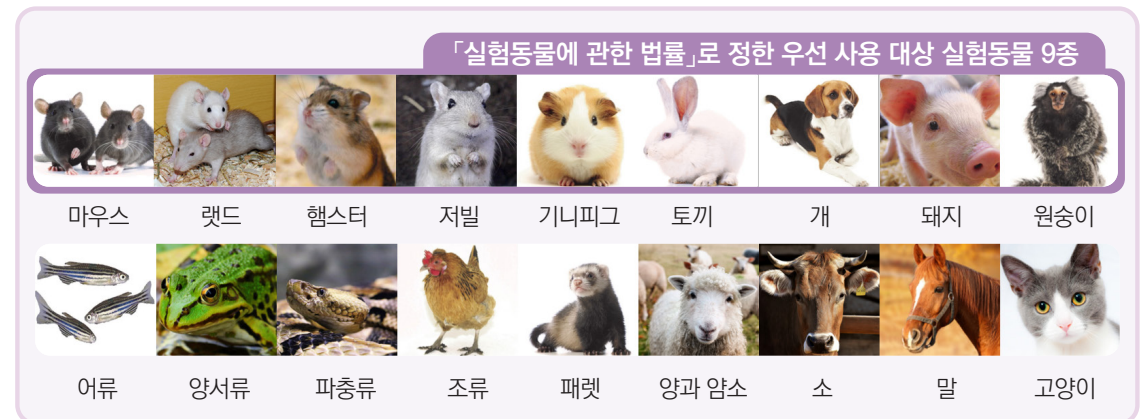 「실험동물에 관한 법률」로 정한 우선 사용 대상 실험동물 9종
마우스 랫드 햄스터 저빌 기니피그 토끼 개 돼지 원숭이
어류 양서류 파충류 조류 패렛 양과 얌소 소 말 고양이